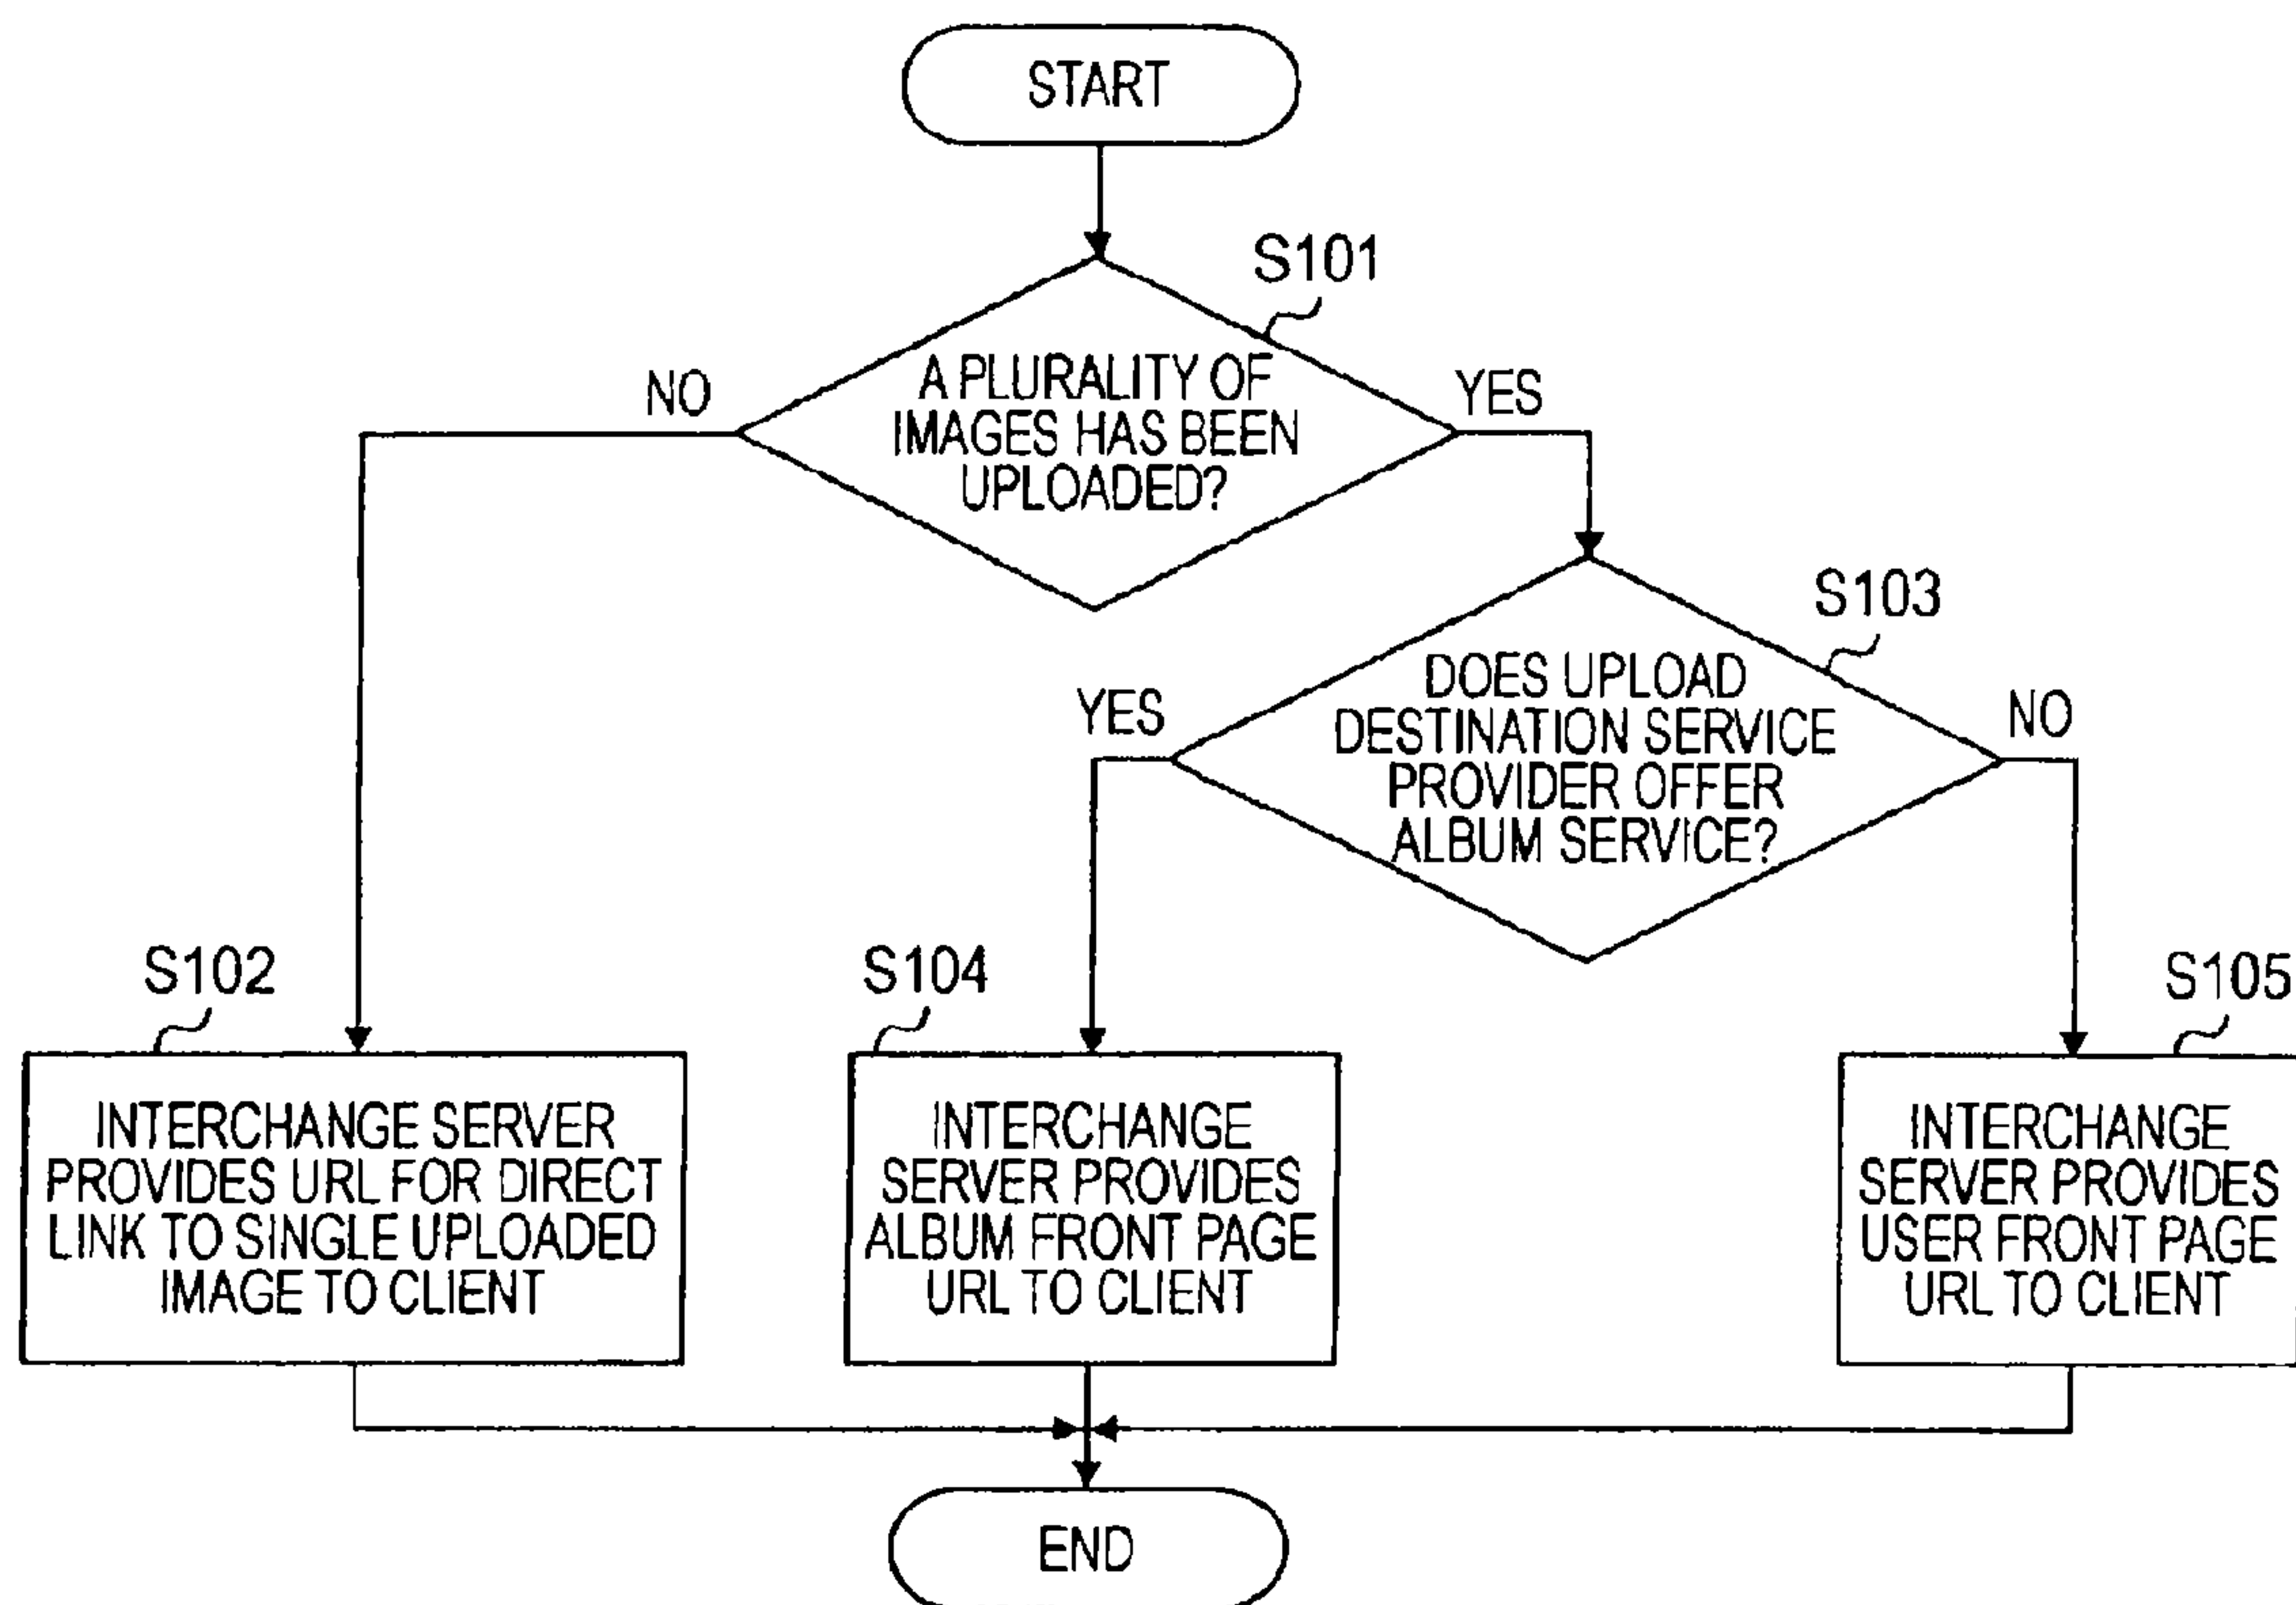 START
S101
NO
A PLURALITY OF
IMAGES HAS BEEN
UPLOADED?
YES
S103
YES
DOES UPLOAD
DESTINATION SERVICE
PROVIDER OFFER
ALBUM SERVICE?
NO
S102
INTERCHANGE SERVER
PROVIDES URL FOR DIRECT
LINK TO SINGLE UPLOADED
IMAGE TO CLIENT
S104
INTERCHANGE
SERVER PROVIDES
ALBUM FRONT PAGE
URL TO CLIENT
S105
INTERCHANGE
SERVER PROVIDES
USER FRONT PAGE
URL TO CLIENT
END